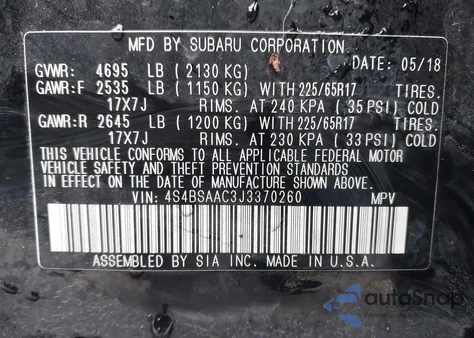 MFD BY SUBARU CORPORATION
DATE: 05/18
GVWR: 4695 LB ( 2130 KG)
GAWR:F 2535 LB ( 1150 KG) WITH 225/65R17 TIRES.
17X7J RIMS. AT 240 KPA ( 35 PSI) COLD
GAWR:R 2645 LB ( 1200 KG) WITH 225/65R17 TIRES.
17X7J RIMS. AT 230 KPA ( 33 PSI) COLD
THIS VEHICLE CONFORMS TO ALL APPLICABLE FEDERAL MOTOR
VEHICLE SAFETY AND THEFT PREVENTION STANDARDS
IN EFFECT ON THE DATE OF MANUFACTURE SHOWN ABOVE.
VIN: 4S4BSAAC3J3370260 MPV
ASSEMBLED BY SIA INC. MADE IN U.S.A.
autoSnap